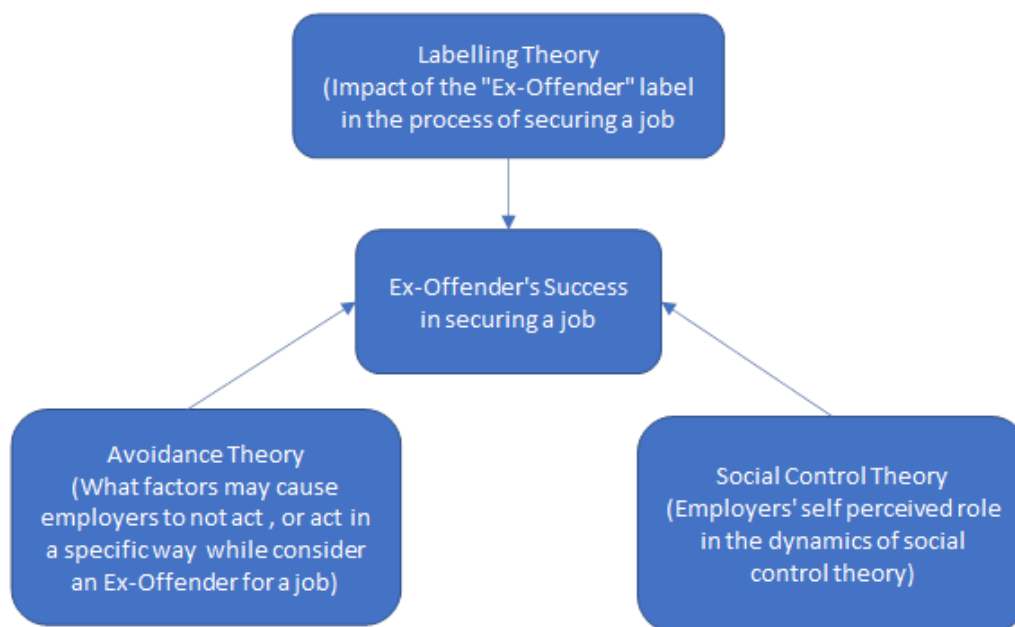 Labelling Theory
(Impact of the "Ex-Offender" label
in the process of securing a job
Ex-Offender's Success
in securing a job
Avoidance Theory
(What factors may cause
employers to not act , or act in
a specific way while consider
an Ex-Offender for a job)
Social Control Theory
(Employers' self perceived role
in the dynamics of social
control theory)